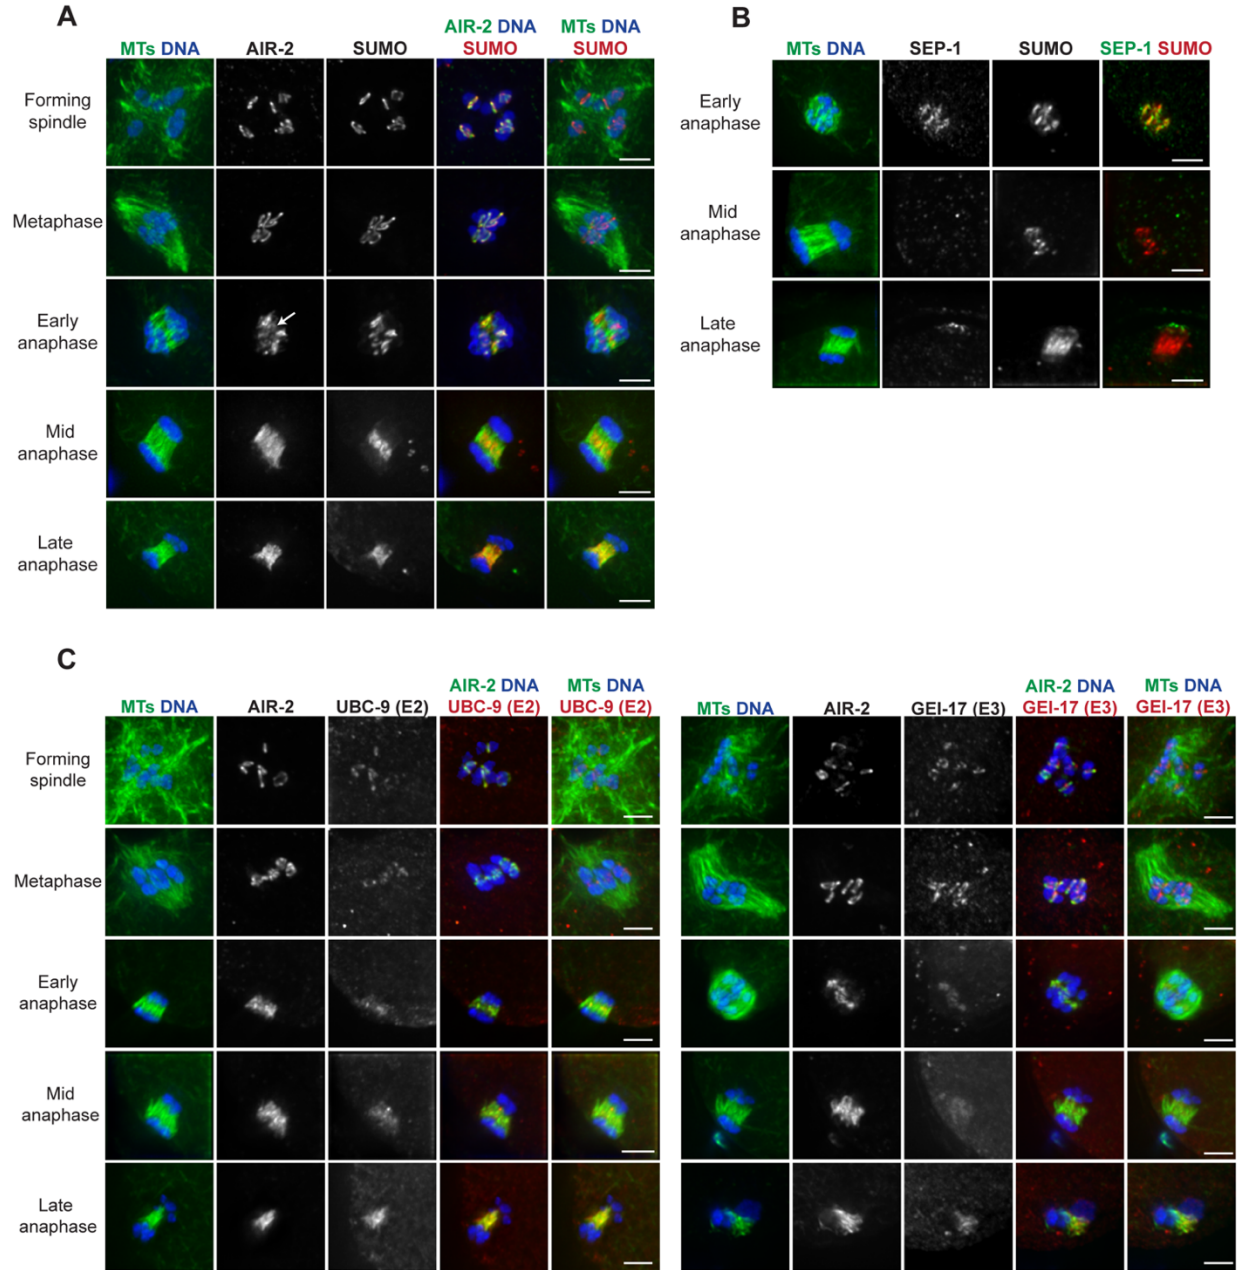 A
AIR-2 DNA MTs DNA
MTs DNA AIR-2 SUMO SUMO SUMO
Forming
spindle
Metaphase
Early
anaphase
Mid
anaphase
Late
anaphase
B
MTs DNA SEP-1 SUMO SEP-1 SUMO
Early
anaphase
Mid
anaphase
Late
anaphase
C
AIR-2 DNA MTs DNA
MTs DNA AIR-2 UBC-9 (E2) UBC-9 (E2) UBC-9 (E2)
AIR-2 DNA MTs DNA
MTs DNA AIR-2 GEI-17 (E3) GEI-17 (E3) GEI-17 (E3)
Forming
spindle
Metaphase
Early
anaphase
Mid
anaphase
Late
anaphase